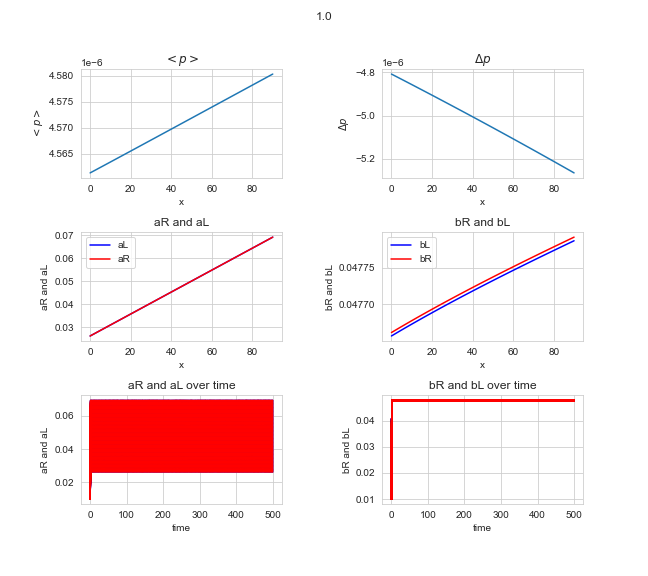 1.0
< p >
Δp
1e−6
4.580
4.575
4.570
4.565
< p >
0 20 40 60 80
x
1e−6
−4.8
−5.0
−5.2
Δp
0 20 40 60 80
x
aR and aL
bR and bL
0.07
0.06
0.05
0.04
0.03
aR and aL
aL
aR
0 20 40 60 80
x
0.04775
0.04770
bR and bL
bL
bR
0 20 40 60 80
x
aR and aL over time
bR and bL over time
0.06
0.04
0.02
aR and aL
0 100 200 300 400 500
time
0.04
0.03
0.02
0.01
bR and bL
0 100 200 300 400 500
time